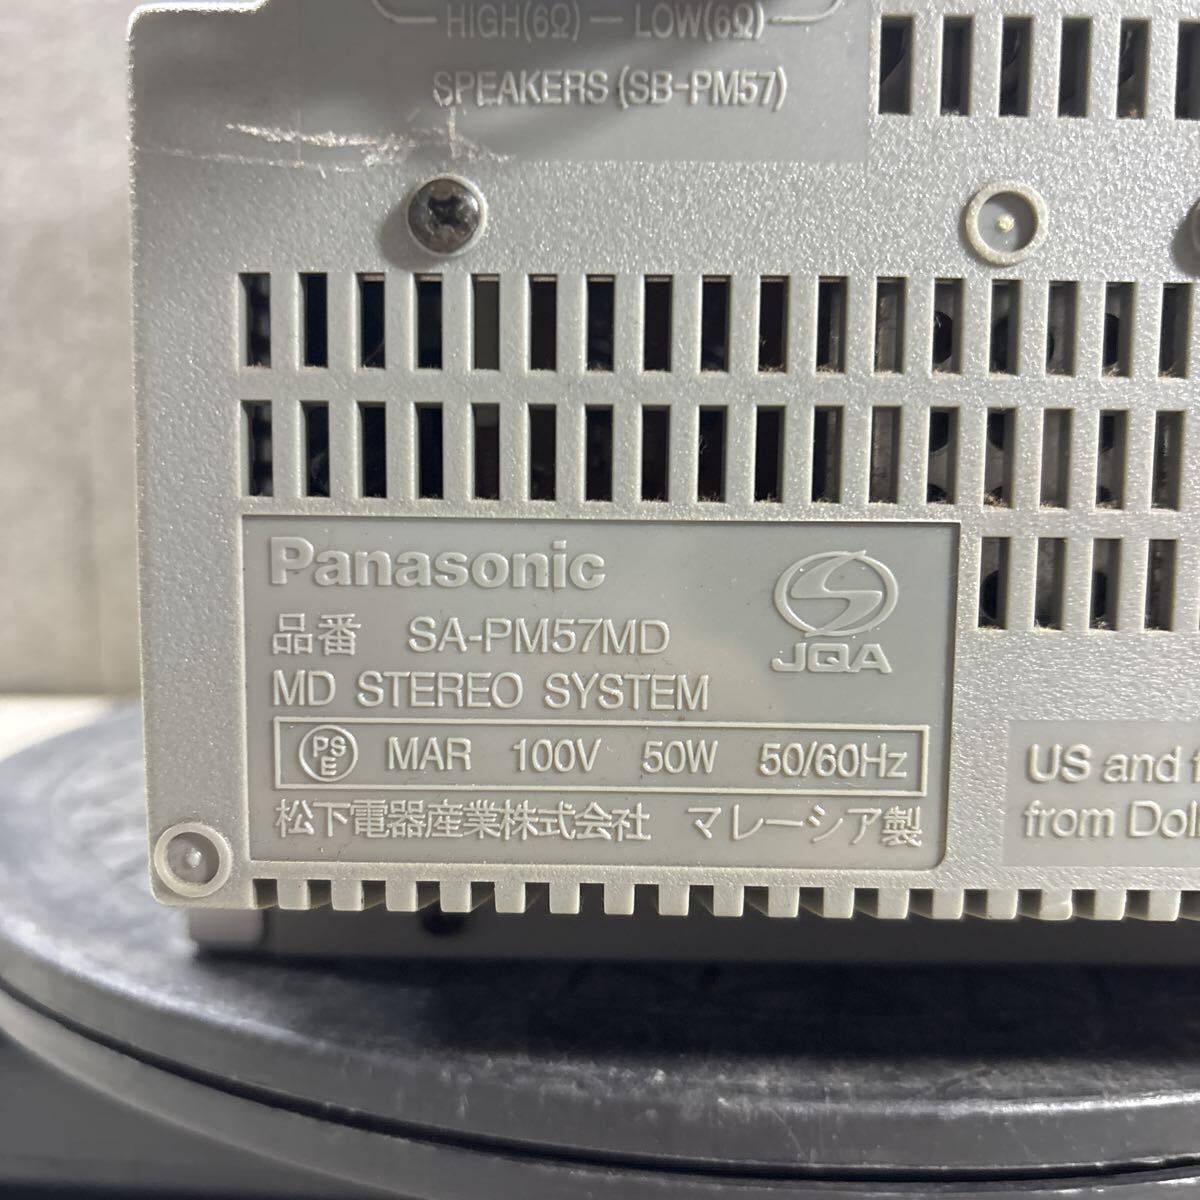 HIGH(6Ω) — LOW(6Ω)
SPEAKERS (SB-PM57)
Panasonic
品番 SA-PM57MD
JQA
MD STEREO SYSTEM
PSE MAR 100V 50W 50/60Hz
松下電器産業株式会社 マレーシア製
US and
from Dol